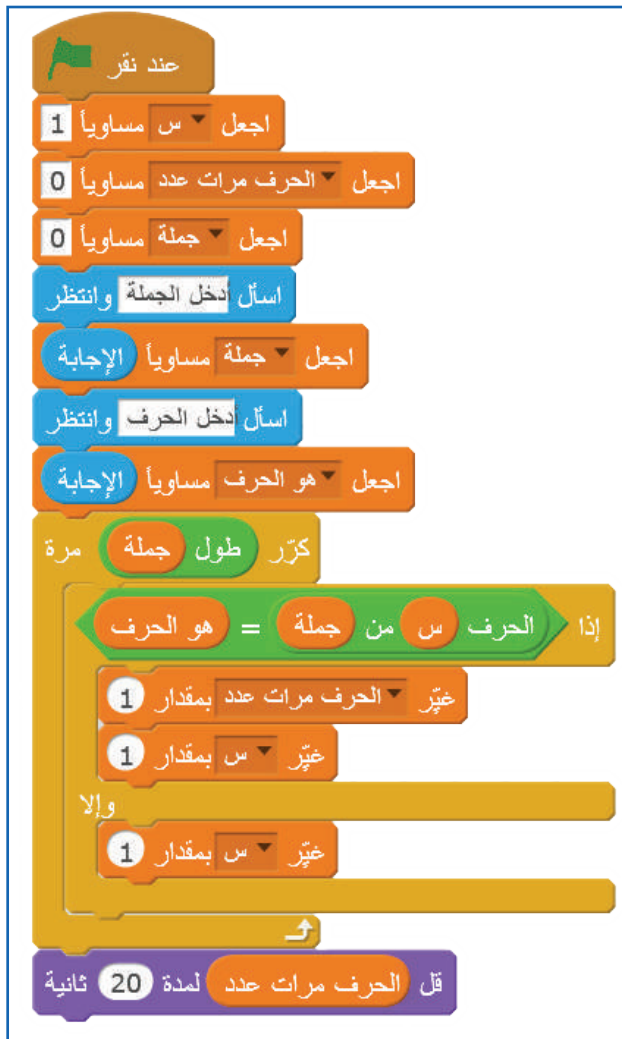 عند نقر
اجعل س مساوياً 1
اجعل الحرف مرات عدد مساوياً 0
اجعل جملة مساوياً 0
اسأل أدخل الجملة وانتظر
اجعل جملة مساوياً الإجابة
اسأل أدخل الحرف وانتظر
اجعل هو الحرف مساوياً الإجابة
كرّر طول جملة مرة
إذا الحرف س من جملة = هو الحرف
غيّر الحرف مرات عدد بمقدار 1
غيّر س بمقدار 1
وإلا
غيّر س بمقدار 1
قل الحرف مرات عدد لمدة 20 ثانية